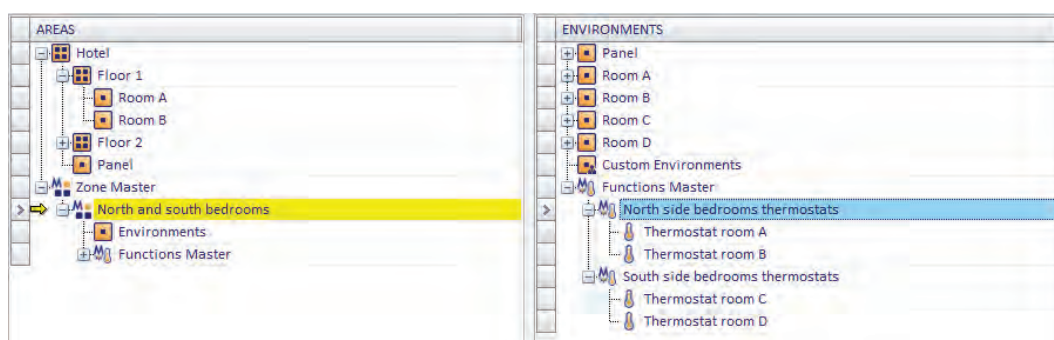 AREAS
Hotel
Floor 1
Room A
Room B
Floor 2
Panel
Zone Master
North and south bedrooms
Environments
Functions Master
ENVIRONMENTS
Panel
Room A
Room B
Room C
Room D
Custom Environments
Functions Master
North side bedrooms thermostats
Thermostat room A
Thermostat room B
South side bedrooms thermostats
Thermostat room C
Thermostat room D